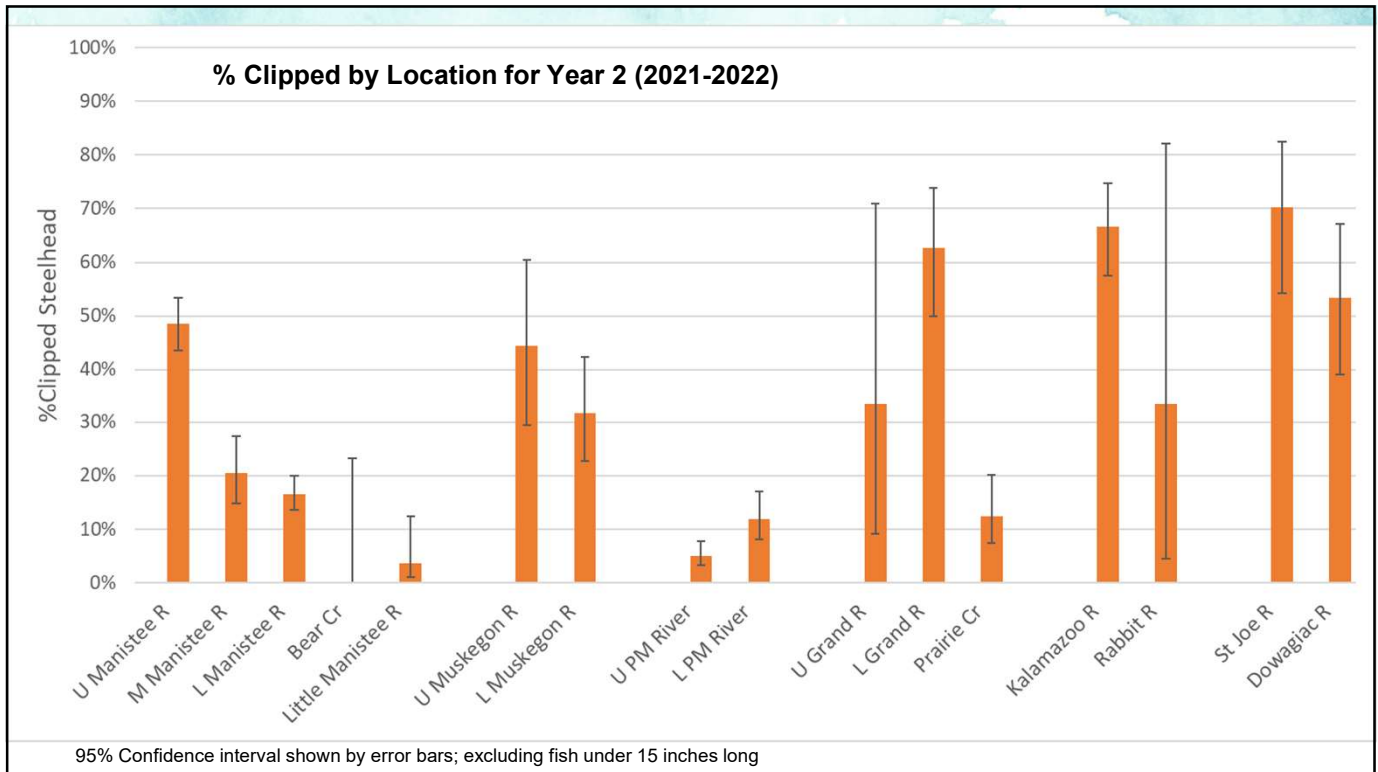 % Clipped by Location for Year 2 (2021-2022)
%Clipped Steelhead
100%
90%
80%
70%
60%
50%
40%
30%
20%
10%
0%
U Manistee R
M Manistee R
L Manistee R
Bear Cr
Little Manistee R
U Muskegon R
L Muskegon R
U PM River
L PM River
U Grand R
L Grand R
Prairie Cr
Kalamazoo R
Rabbit R
St Joe R
Dowagiac R
95% Confidence interval shown by error bars; excluding fish under 15 inches long